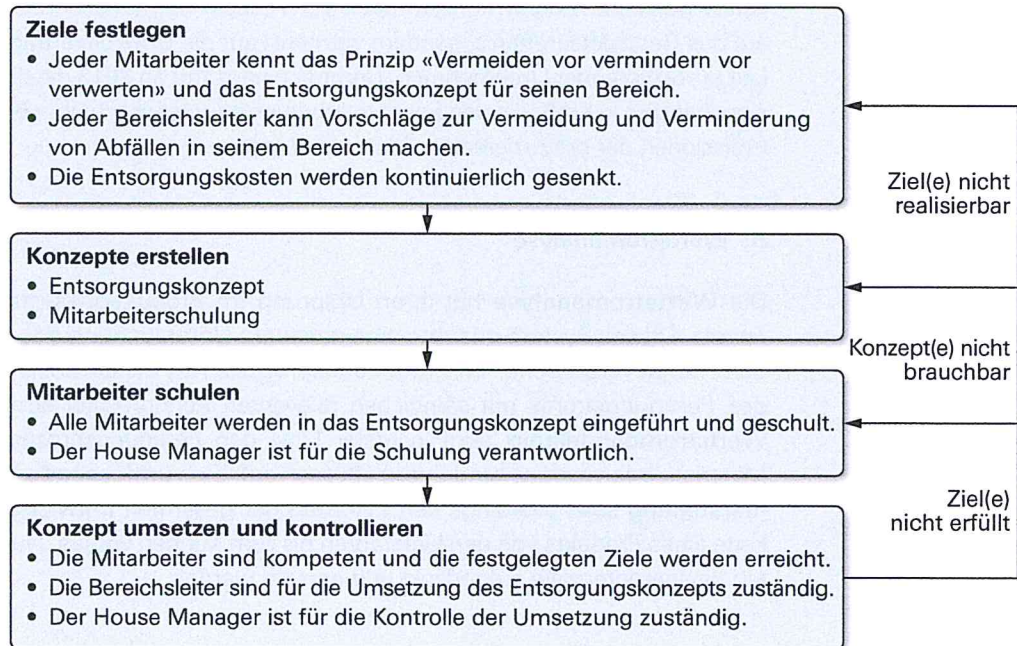 Ziele festlegen
• Jeder Mitarbeiter kennt das Prinzip «Vermeiden vor vermindern vor
verwerten» und das Entsorgungskonzept für seinen Bereich.
• Jeder Bereichsleiter kann Vorschläge zur Vermeidung und Verminderung
von Abfällen in seinem Bereich machen.
• Die Entsorgungskosten werden kontinuierlich gesenkt.
Ziel(e) nicht
realisierbar
Konzepte erstellen
• Entsorgungskonzept
• Mitarbeiterschulung
Konzept(e) nicht
brauchbar
Mitarbeiter schulen
• Alle Mitarbeiter werden in das Entsorgungskonzept eingeführt und geschult.
• Der House Manager ist für die Schulung verantwortlich.
Ziel(e)
nicht erfüllt
Konzept umsetzen und kontrollieren
• Die Mitarbeiter sind kompetent und die festgelegten Ziele werden erreicht.
• Die Bereichsleiter sind für die Umsetzung des Entsorgungskonzepts zuständig.
• Der House Manager ist für die Kontrolle der Umsetzung zuständig.